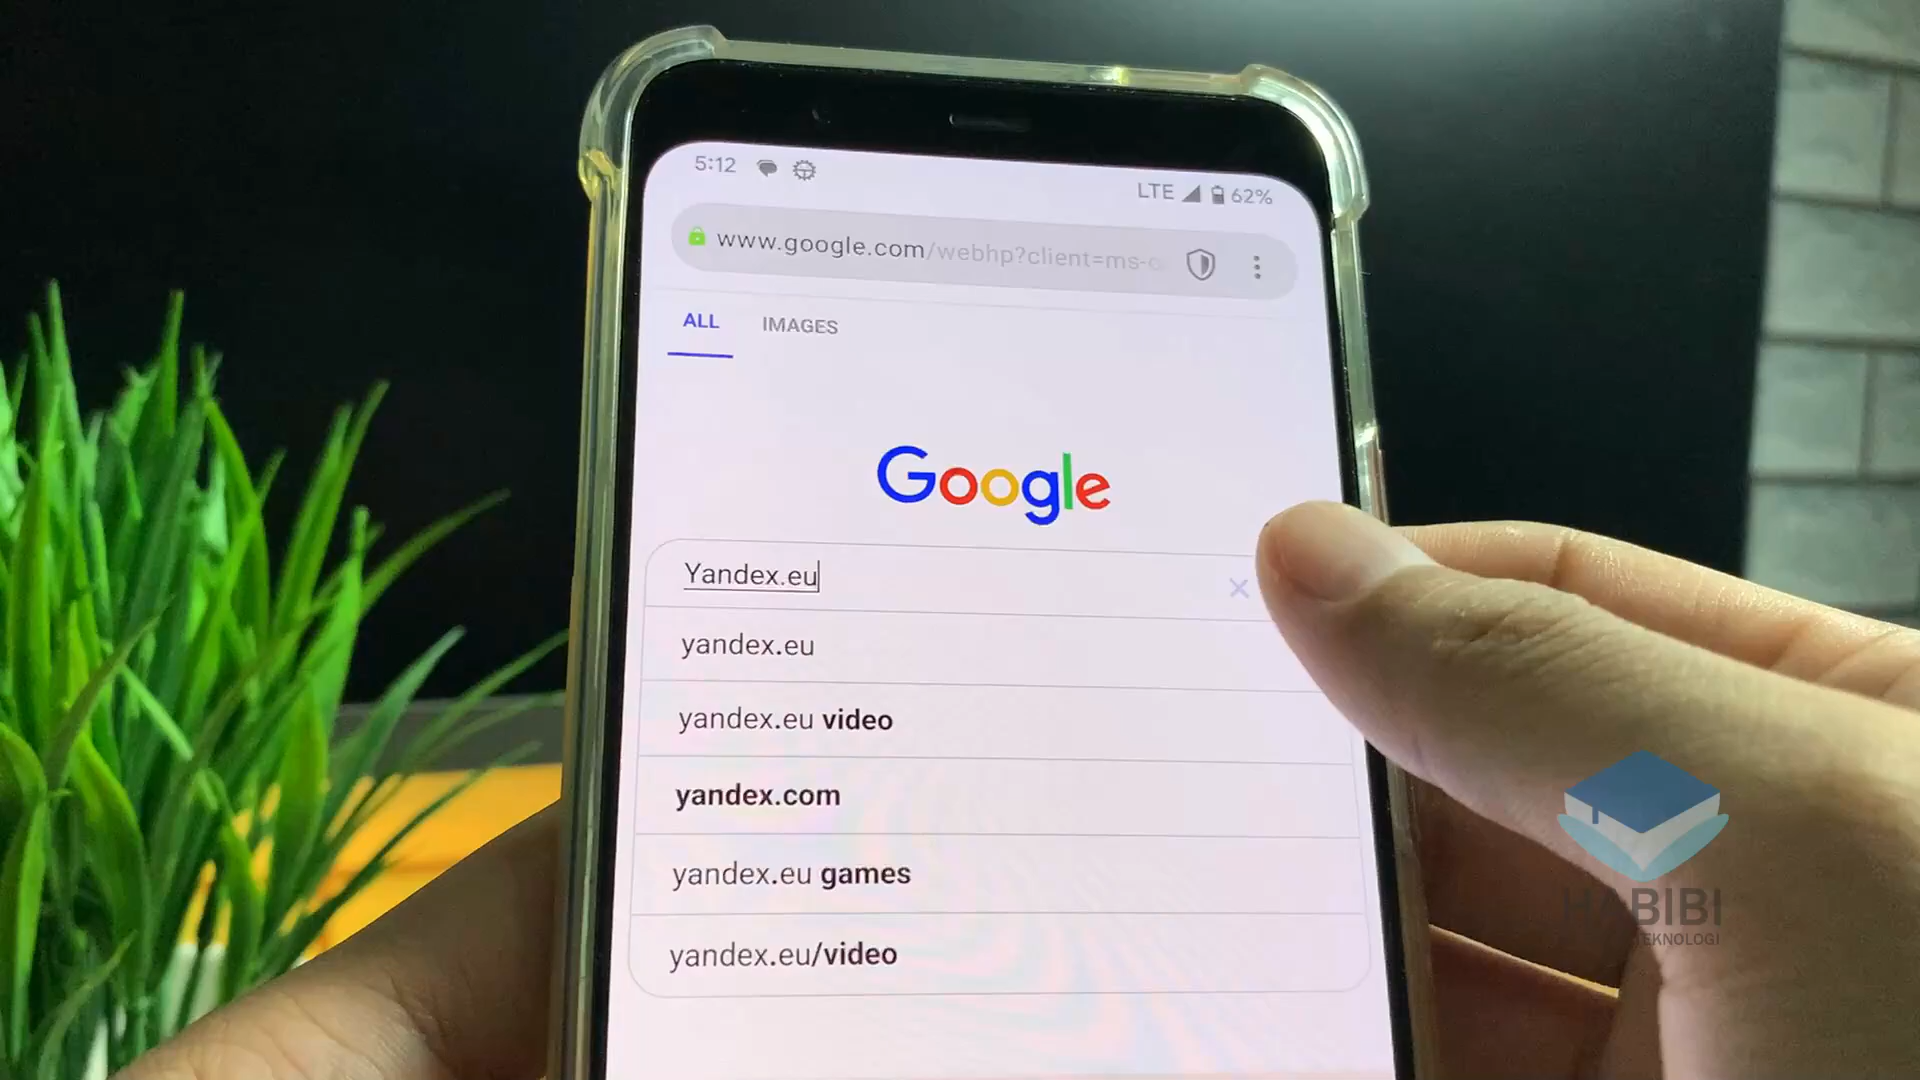 5:12
LTE 62%
www.google.com/webhp?client=ms-
ALL IMAGES
Google
Yandex.eu
yandex.eu
yandex.eu video
yandex.com
yandex.eu games
yandex.eu/video
HABIBI
TEKNOLOGI